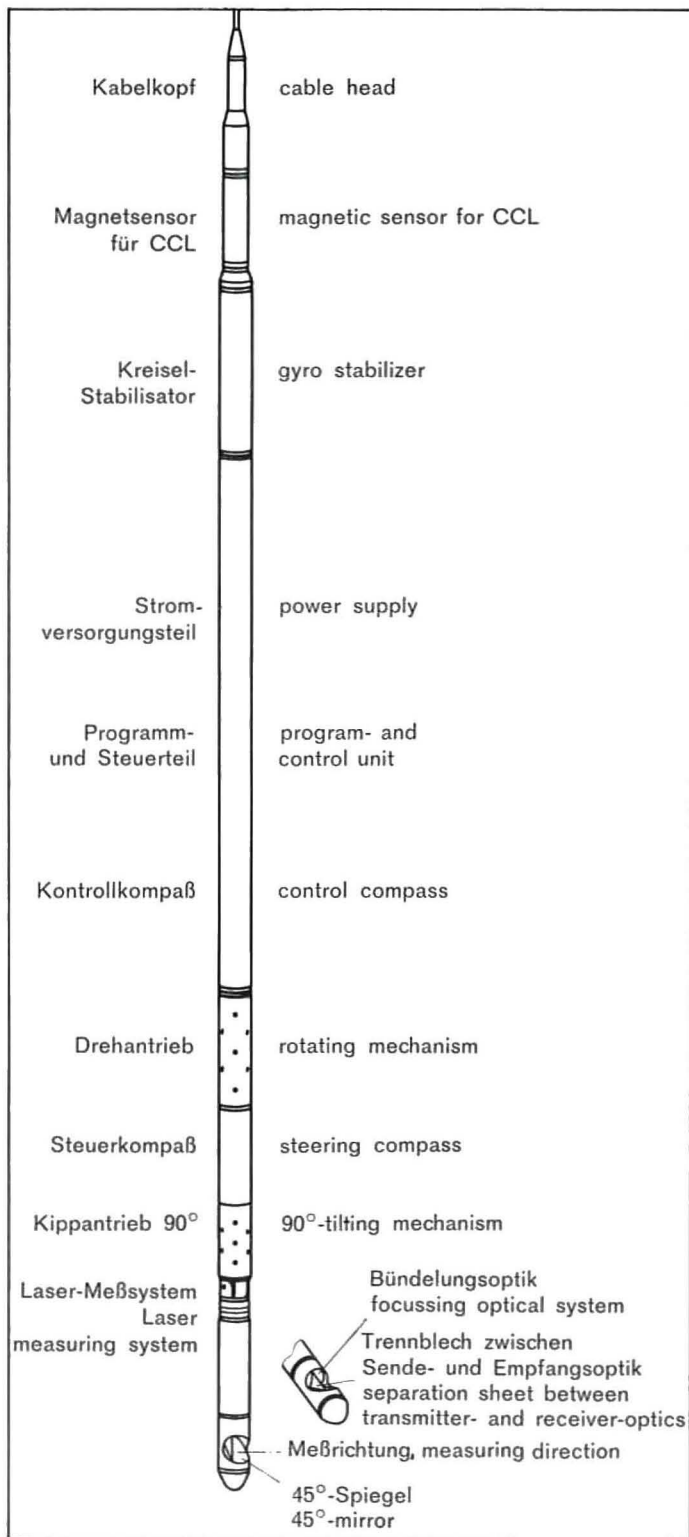 Kabelkopf cable head
Magnetsensor magnetic sensor for CCL
für CCL
Kreisel- gyro stabilizer
Stabilisator
Strom- power supply
versorgungsteil
Programm- program- and
und Steuerteil control unit
Kontrollkompaß control compass
Drehantrieb rotating mechanism
Steuerkompaß steering compass
Kippantrieb 90° 90°-tilting mechanism
Laser-Meßsystem
Laser
measuring system
Bündelungsoptik
focussing optical system
Trennblech zwischen
Sende- und Empfangsoptik
separation sheet between
transmitter- and receiver-optics
Meßrichtung, measuring direction
45°-Spiegel
45°-mirror